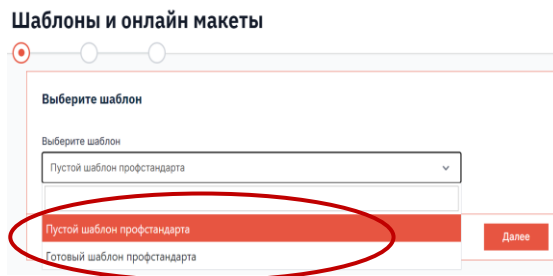 Шаблоны и онлайн макеты
Выберите шаблон
Выберите шаблон
Пустой шаблон профстандарта
Пустой шаблон профстандарта
Далее
Готовый шаблон профстандарта